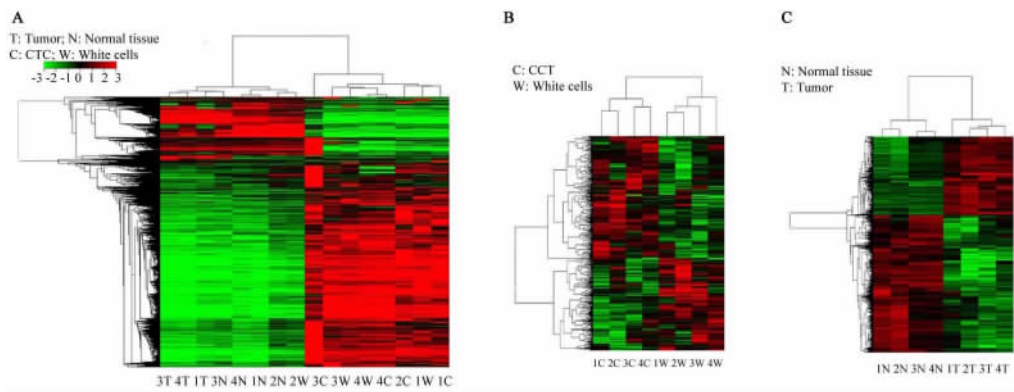 A
T: Tumor; N: Normal tissue
C: CTC; W: White cells
-3 -2 -1 0 1 2 3
3T 4T 1T 3N 4N 1N 2N 2W 3C 3W 4W 4C 2C 1W 1C
B
C: CCT
W: White cells
1C 2C 3C 4C 1W 2W 3W 4W
C
N: Normal tissue
T: Tumor
1N 2N 3N 4N 1T 2T 3T 4T